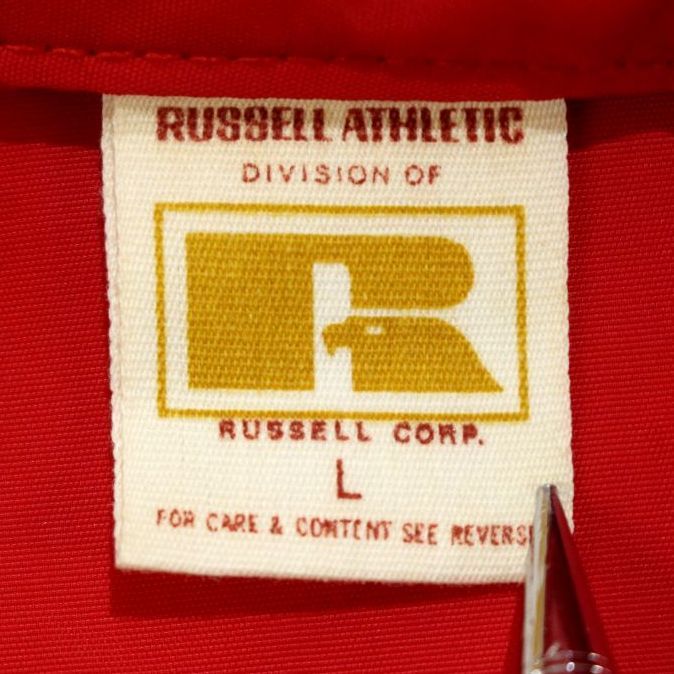 RUSSELL ATHLETIC
DIVISION OF
R
RUSSELL CORP.
L
FOR CARE & CONTENT SEE REVERSE